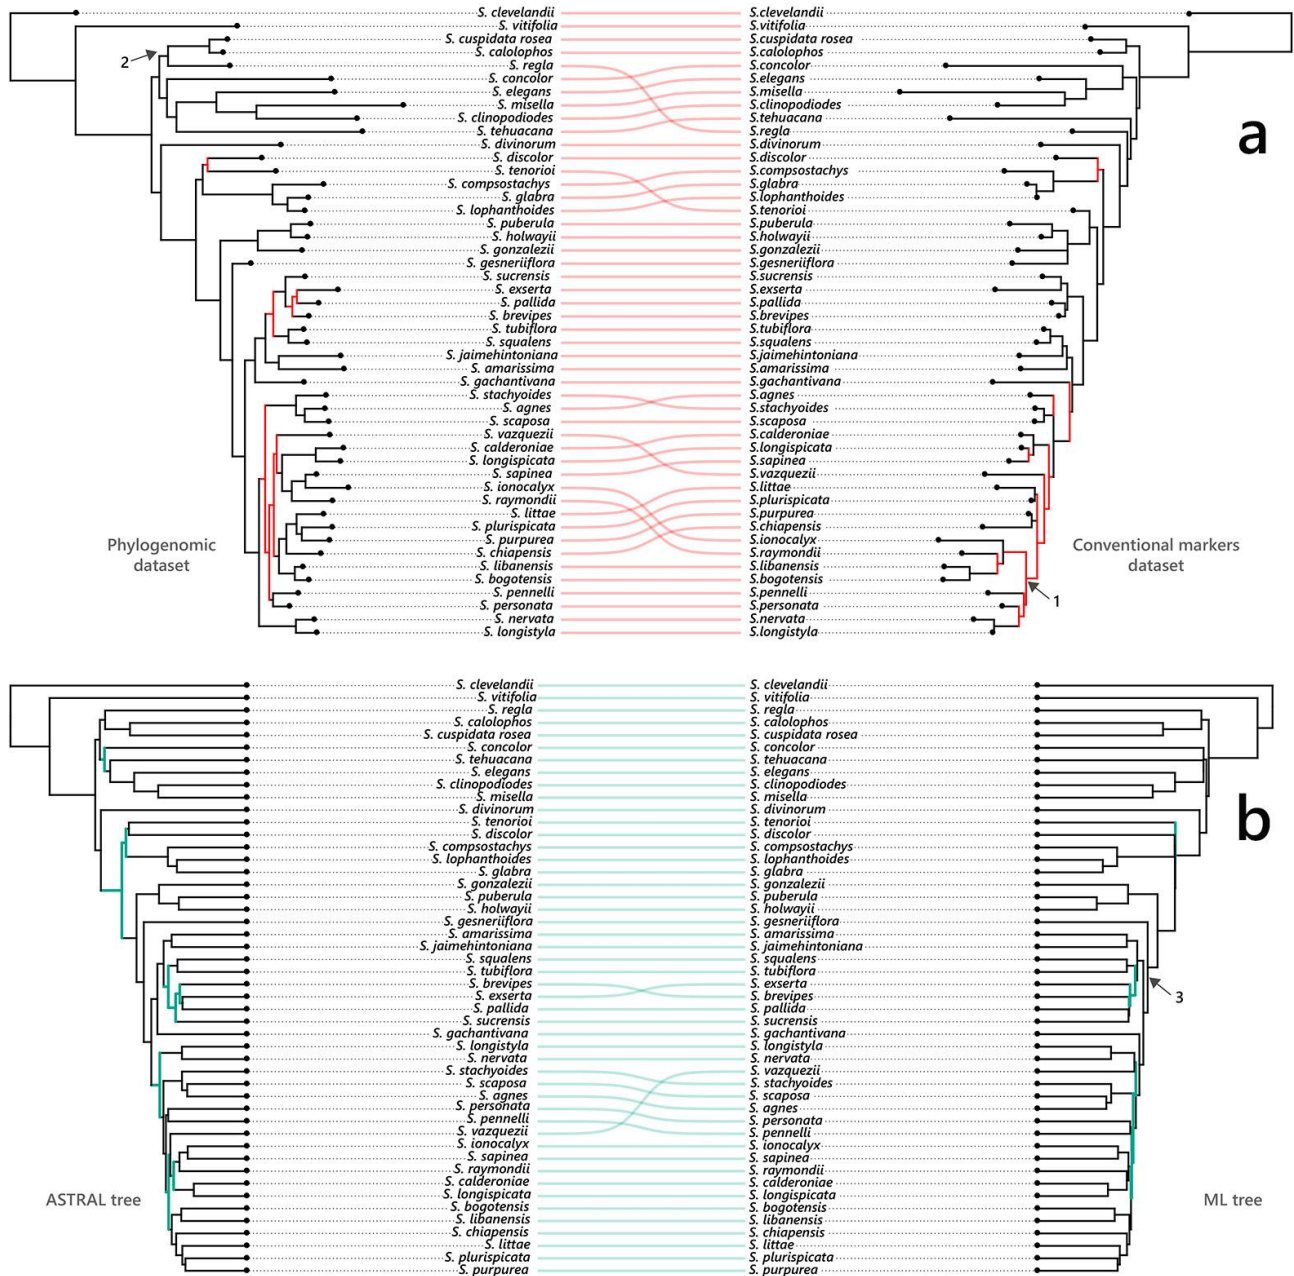 S. clevelandii S.clevelandii
S. vitifolia S.vitifolia
S. cuspidata rosea S.cuspidata rosea
2 S. calolophos S.calolophos
S. regla S.concolor
S. concolor S.elegans
S. elegans S.misella
S. misella S.clinopodiodes
S. clinopodiodes S.tehuacana
S. tehuacana S.regla
a
S. divinorum S.divinorum
S. discolor S.discolor
S. tenorioi S.compsostachys
S. compsostachys S.glabra
S. glabra S.lophanthoides
S. lophanthoides S.tenorioi
S. puberula S.puberula
S. holwayii S.holwayii
S. gonzalezii S.gonzalezii
S. gesneriiflora S.gesneriiflora
S. sucrensis S.sucrensis
S. exserta S.exserta
S. pallida S.pallida
S. brevipes S.brevipes
S. tubiflora S.tubiflora
S. squalens S.squalens
S. jaimehintoniana S.jaimehintoniana
S. amarissima S.amarissima
S. gachantivana S.gachantivana
S. stachyoides S.agnes
S. agnes S.stachyoides
S. scaposa S.scaposa
S. vazquezii S.calderoniae
S. calderoniae S.longispicata
S. longispicata S.sapinea
S. sapinea S.vazquezii
S. ionocalyx S.littae
S. raymondii S.plurispicata
S. littae S.purpurea
S. plurispicata S.chiapensis
S. purpurea S.ionocalyx
S. chiapensis S.raymondii
Phylogenomic
dataset
Conventional markers
dataset
S. libanensis S.libanensis
S. bogotensis S.bogotensis
S. pennelli S.pennelli
1
S. personata S.personata
S. nervata S.nervata
S. longistyla S.longistyla
S. clevelandii S. clevelandii
S. vitifolia S. vitifolia
S. regla S. regla
S. calolophos S. calolophos
S. cuspidata rosea S. cuspidata rosea
S. concolor S. concolor
S. tehuacana S. tehuacana
S. elegans S. elegans
S. clinopodiodes S. clinopodiodes
S. misella S. misella
S. divinorum S. divinorum
b
S. tenorioi S. tenorioi
S. discolor S. discolor
S. compsostachys S. compsostachys
S. lophanthoides S. lophanthoides
S. glabra S. glabra
S. gonzalezii S. gonzalezii
S. puberula S. puberula
S. holwayii S. holwayii
S. gesneriiflora S. gesneriiflora
S. amarissima S. amarissima
S. jaimehintoniana S. jaimehintoniana
S. squalens S. squalens
S. tubiflora S. tubiflora
S. brevipes S. exserta
S. exserta S. brevipes
3
S. pallida S. pallida
S. sucrensis S. sucrensis
S. gachantivana S. gachantivana
S. longistyla S. longistyla
S. nervata S. nervata
S. stachyoides S. vazquezii
S. scaposa S. stachyoides
S. agnes S. scaposa
S. personata S. agnes
S. pennelli S. personata
S. vazquezii S. pennelli
S. ionocalyx S. ionocalyx
S. sapinea S. sapinea
S. raymondii S. raymondii
S. calderoniae S. calderoniae
S. longispicata S. longispicata
ASTRAL tree ML tree
S. bogotensis S. bogotensis
S. libanensis S. libanensis
S. chiapensis S. chiapensis
S. littae S. littae
S. plurispicata S. plurispicata
S. purpurea S. purpurea